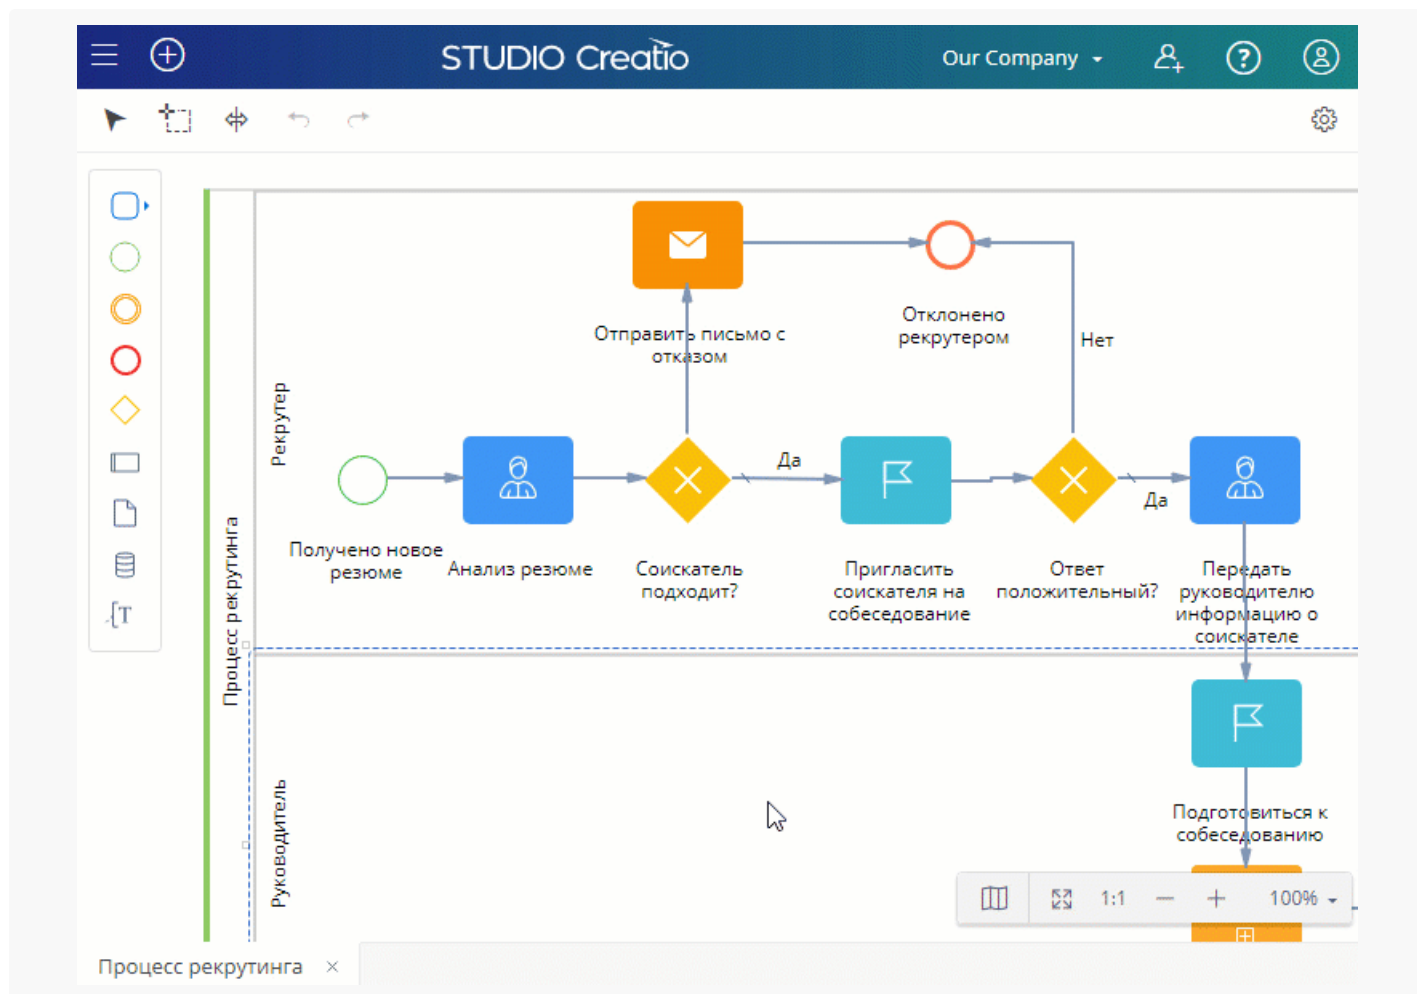 STUDIO Creatio
Our Company
Отправить письмо с
отказом
Отклонено
рекрутером
Нет
Рекрутер
Да
Да
Получено новое
резюме
Анализ резюме
Соискатель
подходит?
Пригласить
соискателя на
собеседование
Ответ
положительный?
Передать
руководителю
информацию о
соискателе
Процесс рекрутинга
T
Руководитель
Подготовиться к
собеседованию
1:1
100%
Процесс рекрутинга